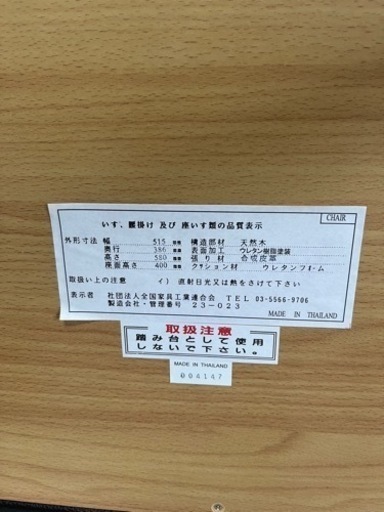 CHAIR
いす、腰掛け 及び 座いす類の品質表示
外形寸法 幅 515 mm 構造部材 天然木
奥行 386 mm 表面加工 ウレタン樹脂塗装
高さ 580 mm 張り材 合成皮革
座面高さ 400 mm クッション材 ウレタンフォーム
取扱い上の注意 イ) 直射日光又は熱をさけて下さい
表示者 社団法人全国家具工業連合会 TEL 03-5566-9706
製造会社・管理番号 23-023
MADE IN THAILAND
取扱注意
踏み台として使用
しないで下さい。
MADE IN THAILAND
004147